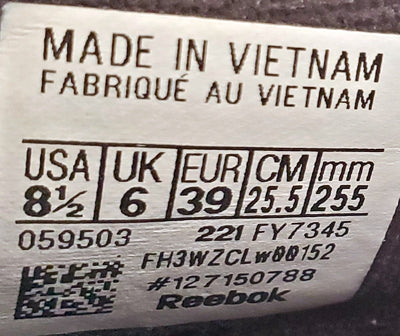 MADE IN VIETNAM
FABRIQUÉ AU VIETNAM
USA UK EUR CM mm
8½ 6 39 25.5 255
059503 221 FY7345
FH3WZCLW00152
#127150788
Reebok